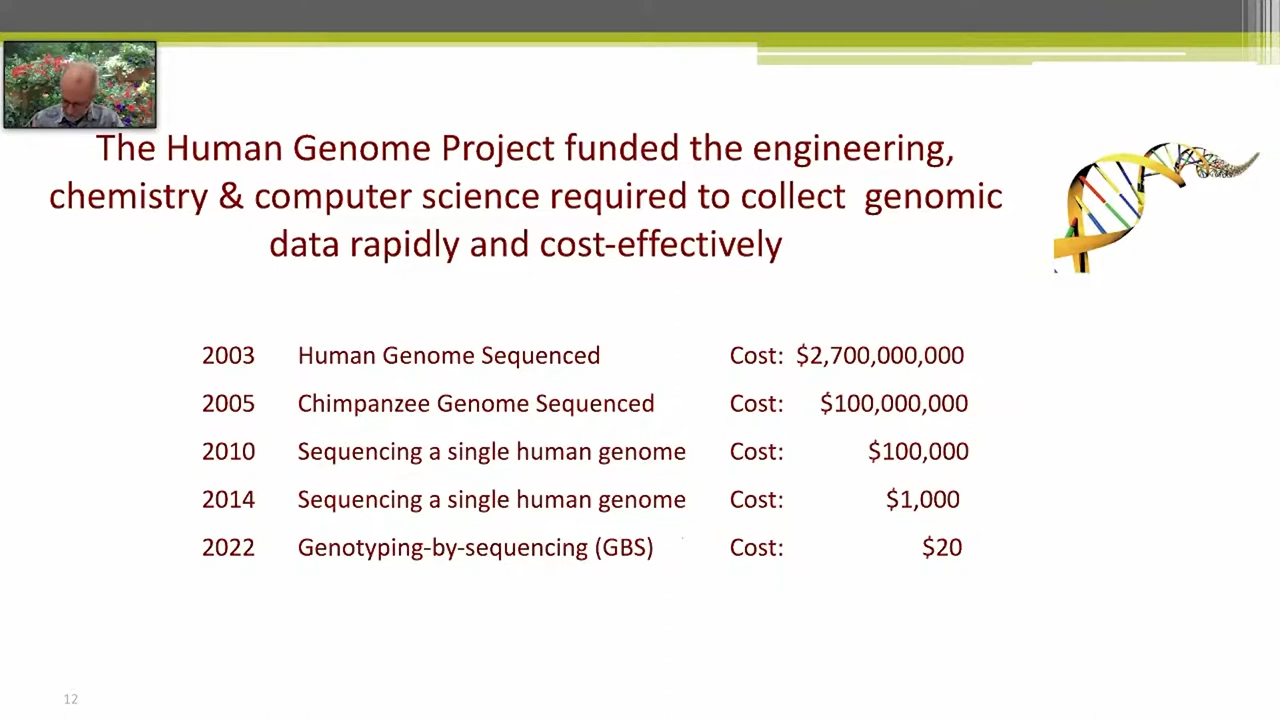 The Human Genome Project funded the engineering,
chemistry & computer science required to collect genomic
data rapidly and cost-effectively
2003 Human Genome Sequenced Cost: $2,700,000,000
2005 Chimpanzee Genome Sequenced Cost: $100,000,000
2010 Sequencing a single human genome Cost: $100,000
2014 Sequencing a single human genome Cost: $1,000
2022 Genotyping-by-sequencing (GBS) Cost: $20
12